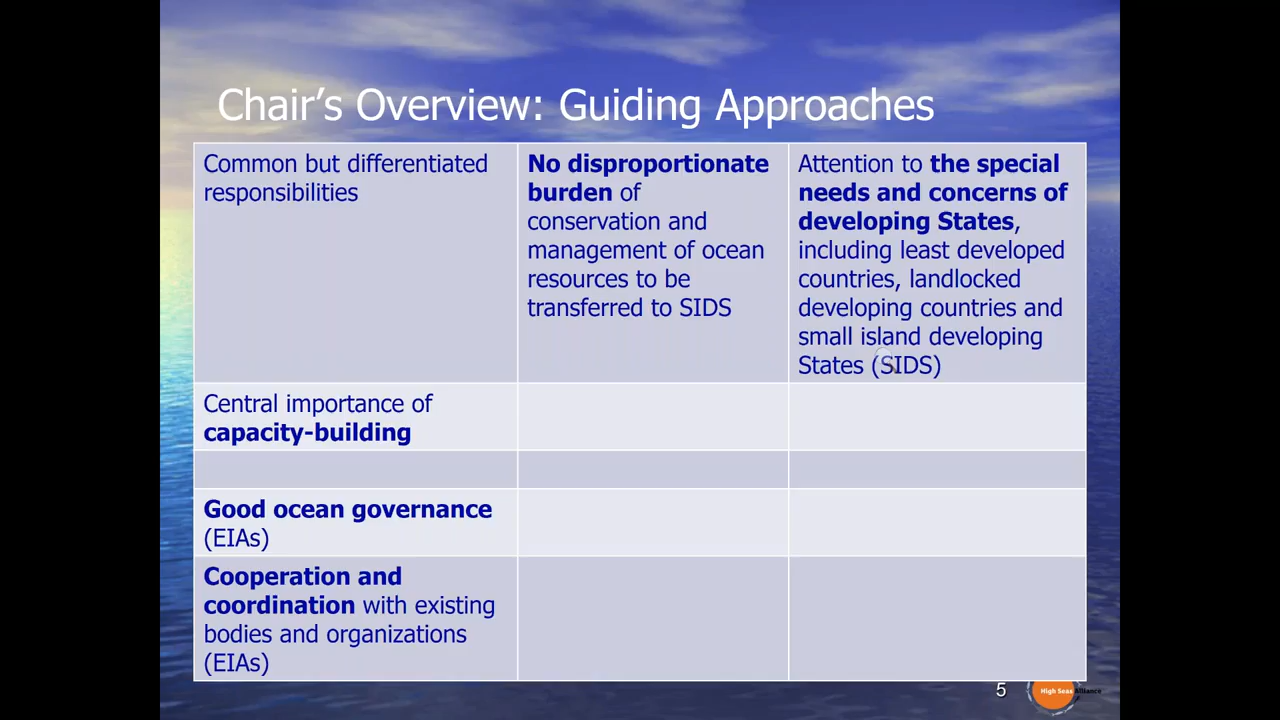 Chair's Overview: Guiding Approaches
Common but differentiated
responsibilities
No disproportionate
burden of
conservation and
management of ocean
resources to be
transferred to SIDS
Attention to the special
needs and concerns of
developing States,
including least developed
countries, landlocked
developing countries and
small island developing
States (SIDS)
Central importance of
capacity-building
Good ocean governance
(EIAs)
Cooperation and
coordination with existing
bodies and organizations
(EIAs)
5
High Seas Alliance